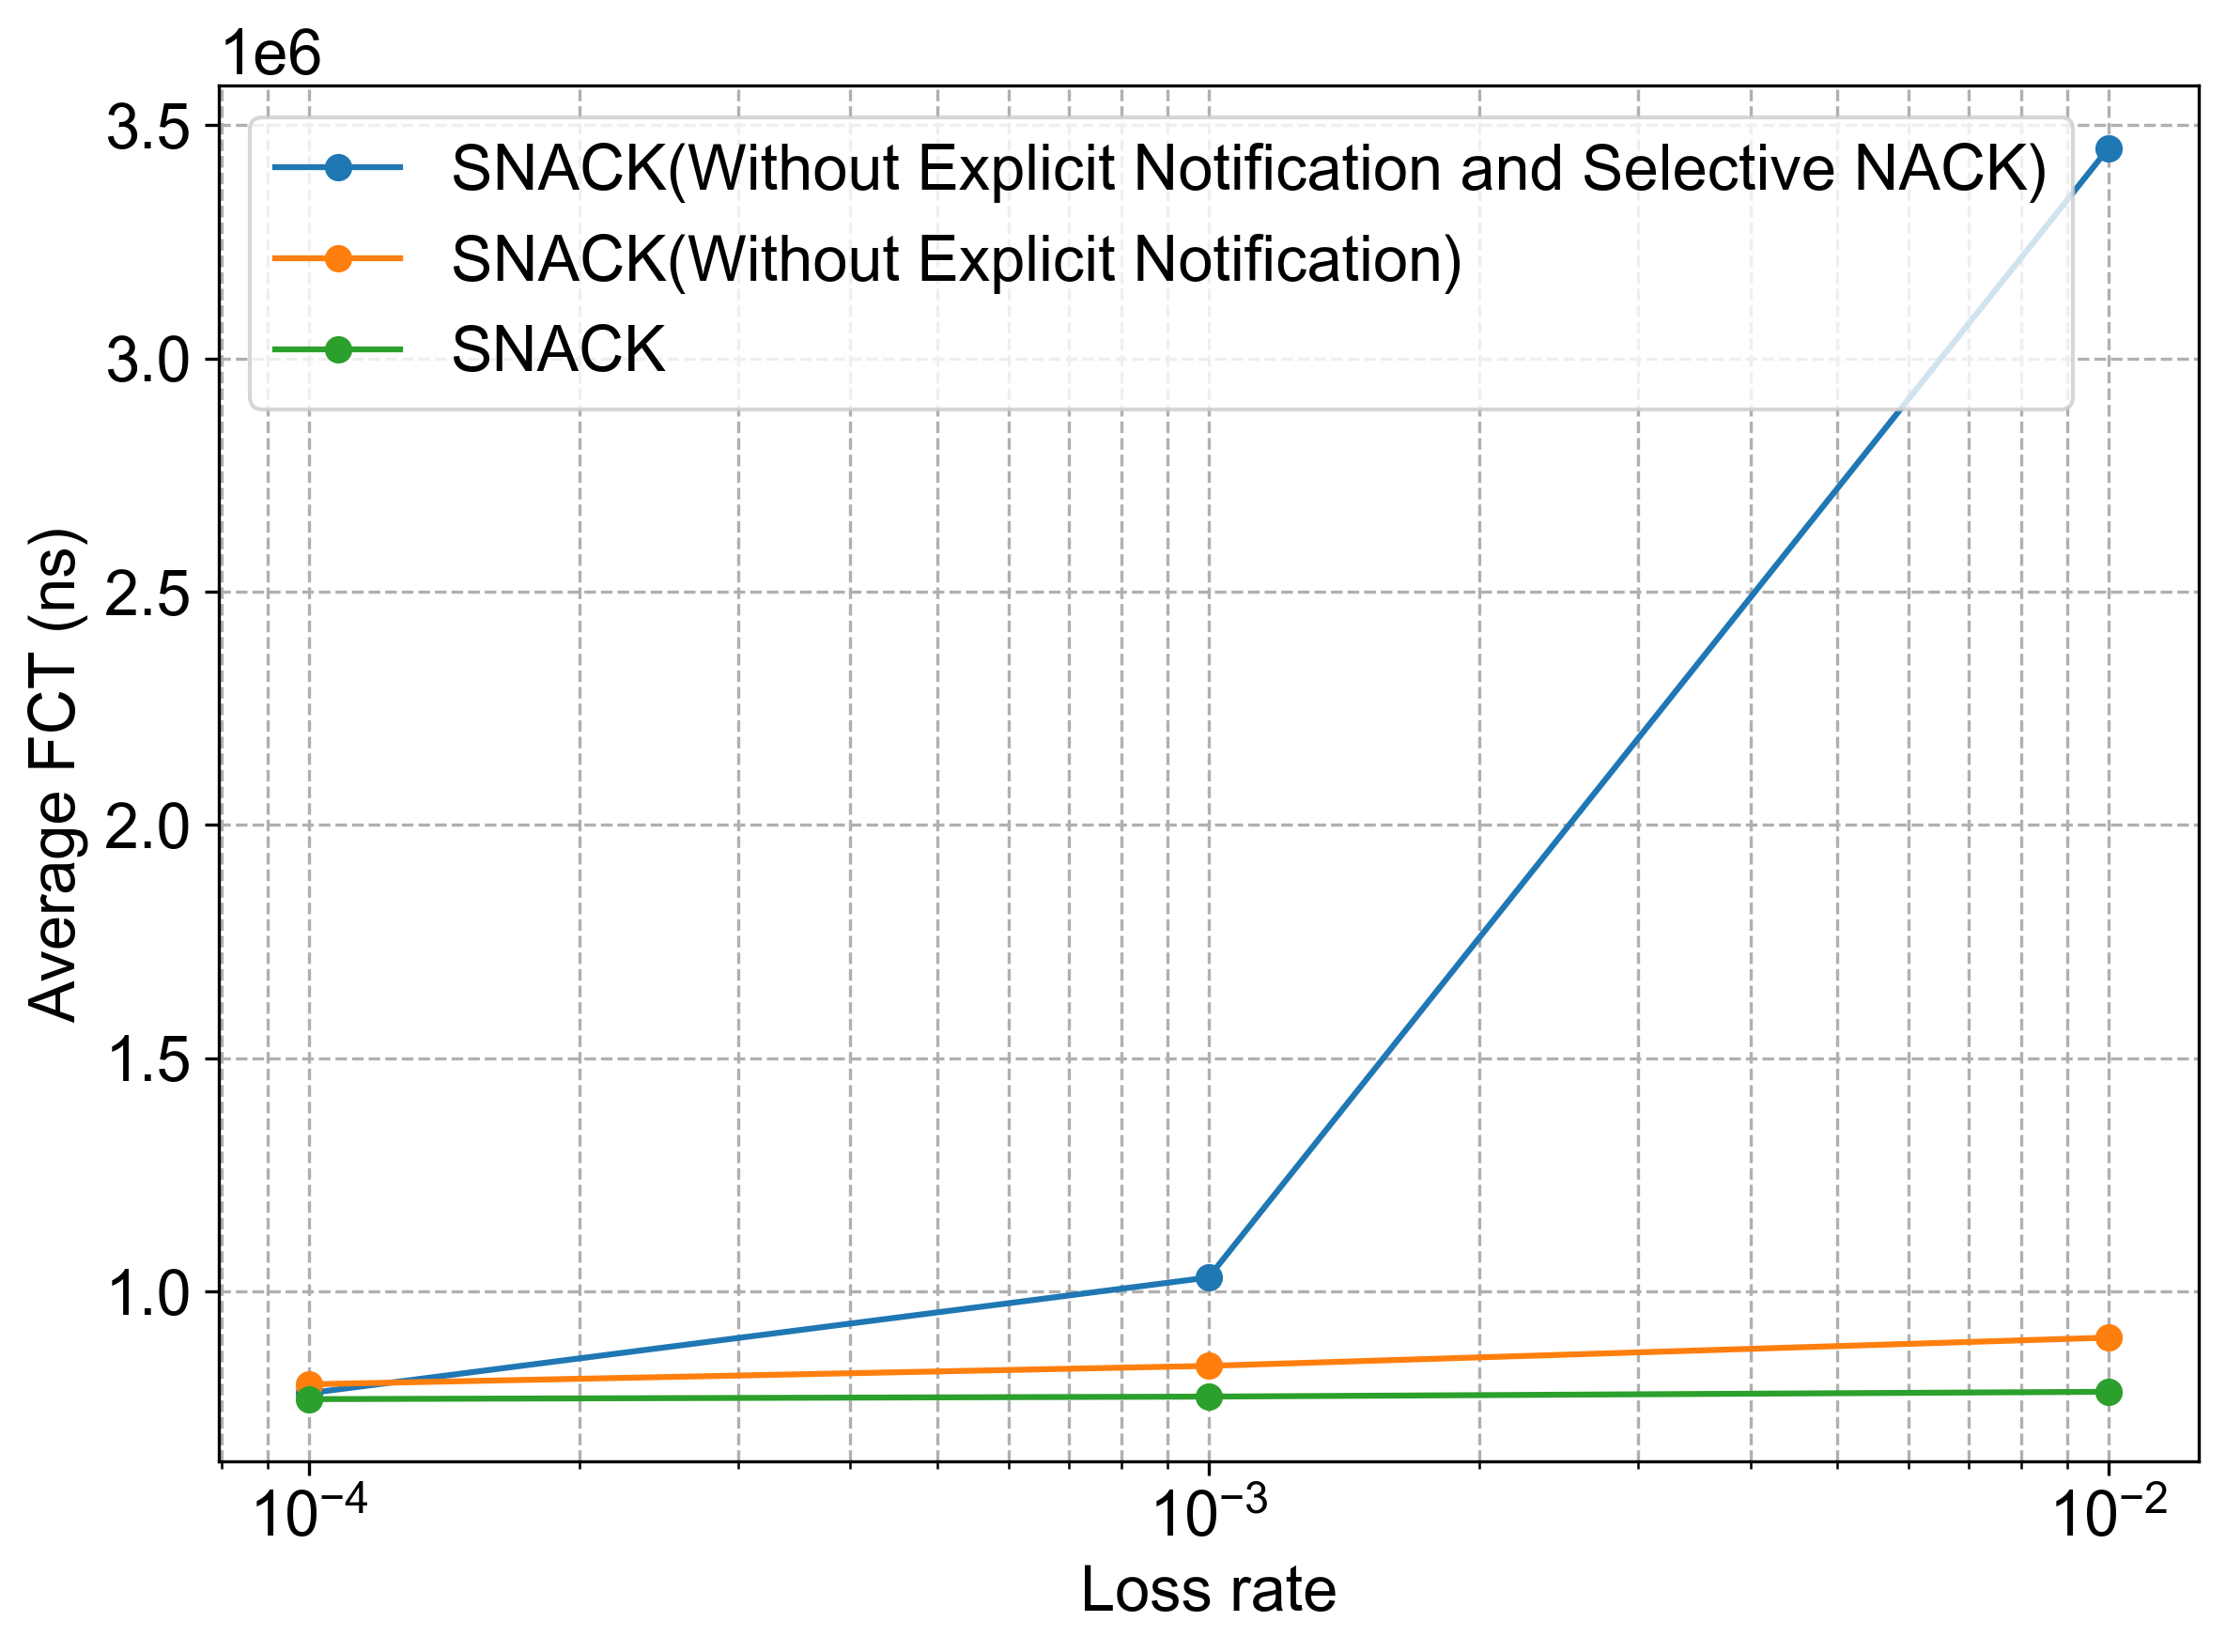 1e6
3.5
3.0
2.5
2.0
1.5
1.0
Average FCT (ns)
SNACK(Without Explicit Notification and Selective NACK)
SNACK(Without Explicit Notification)
SNACK
10⁻⁴ 10⁻³ 10⁻²
Loss rate